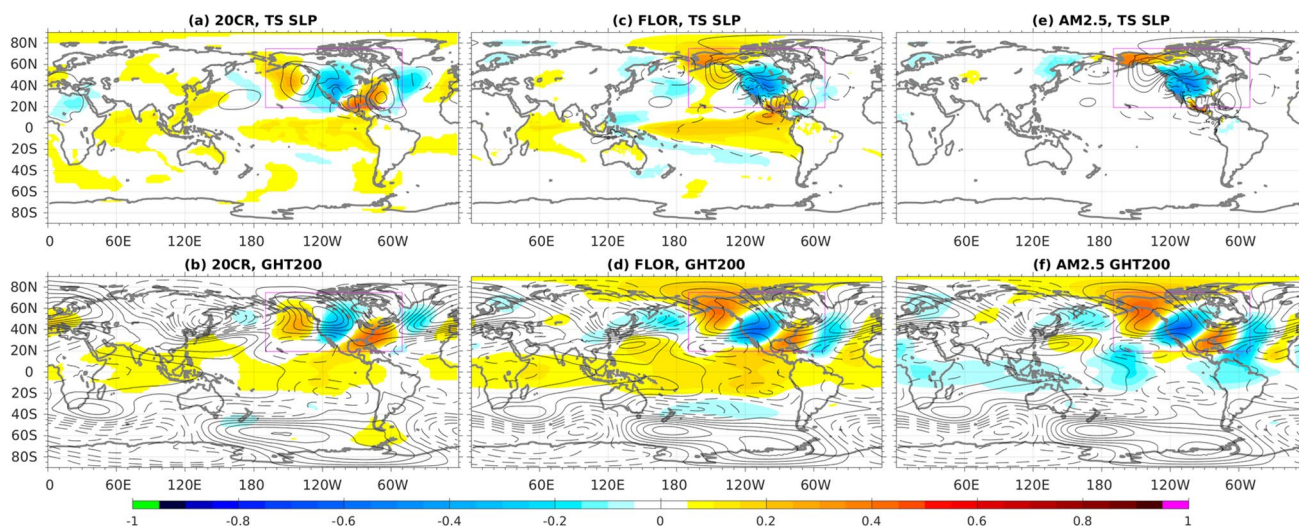 (a) 20CR, TS SLP (c) FLOR, TS SLP (e) AM2.5, TS SLP
80N
60N
40N
20N
0
20S
40S
60S
80S
0 60E 120E 180 120W 60W 60E 120E 180 120W 60W 60E 120E 180 120W 60W
(b) 20CR, GHT200 (d) FLOR, GHT200 (f) AM2.5 GHT200
80N
60N
40N
20N
0
20S
40S
60S
80S
0 60E 120E 180 120W 60W 60E 120E 180 120W 60W 60E 120E 180 120W 60W
-1 -0.8 -0.6 -0.4 -0.2 0 0.2 0.4 0.6 0.8 1